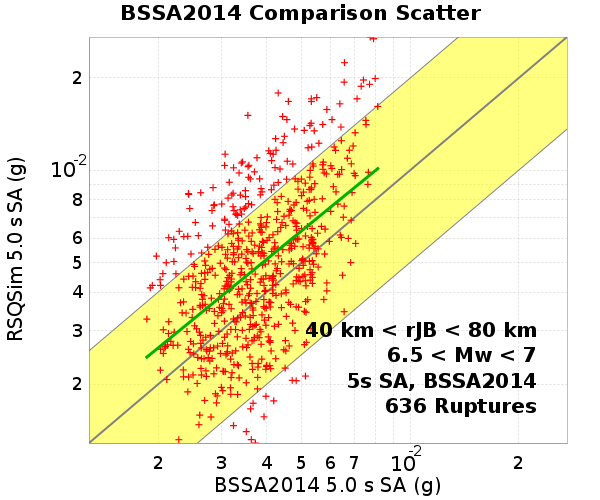 BSSA2014 Comparison Scatter
RSQSim 5.0 s SA (g)
2
10-2
8
6
5
4
3
2
40 km < rJB < 80 km
6.5 < Mw < 7
5s SA, BSSA2014
636 Ruptures
2 3 4 5 6 7 10-2 2
BSSA2014 5.0 s SA (g)